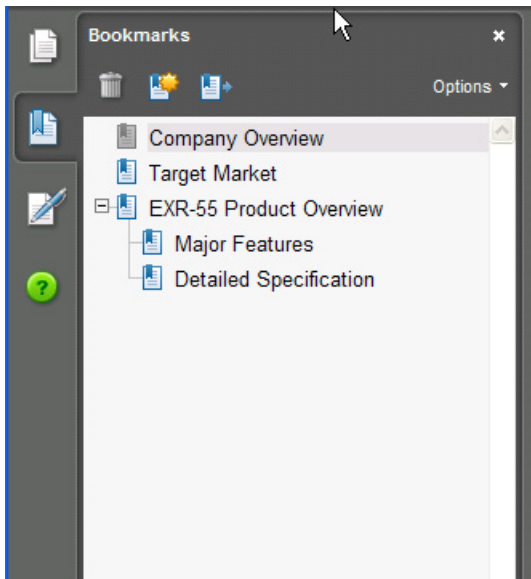 Bookmarks
Options
Company Overview
Target Market
EXR-55 Product Overview
Major Features
Detailed Specification